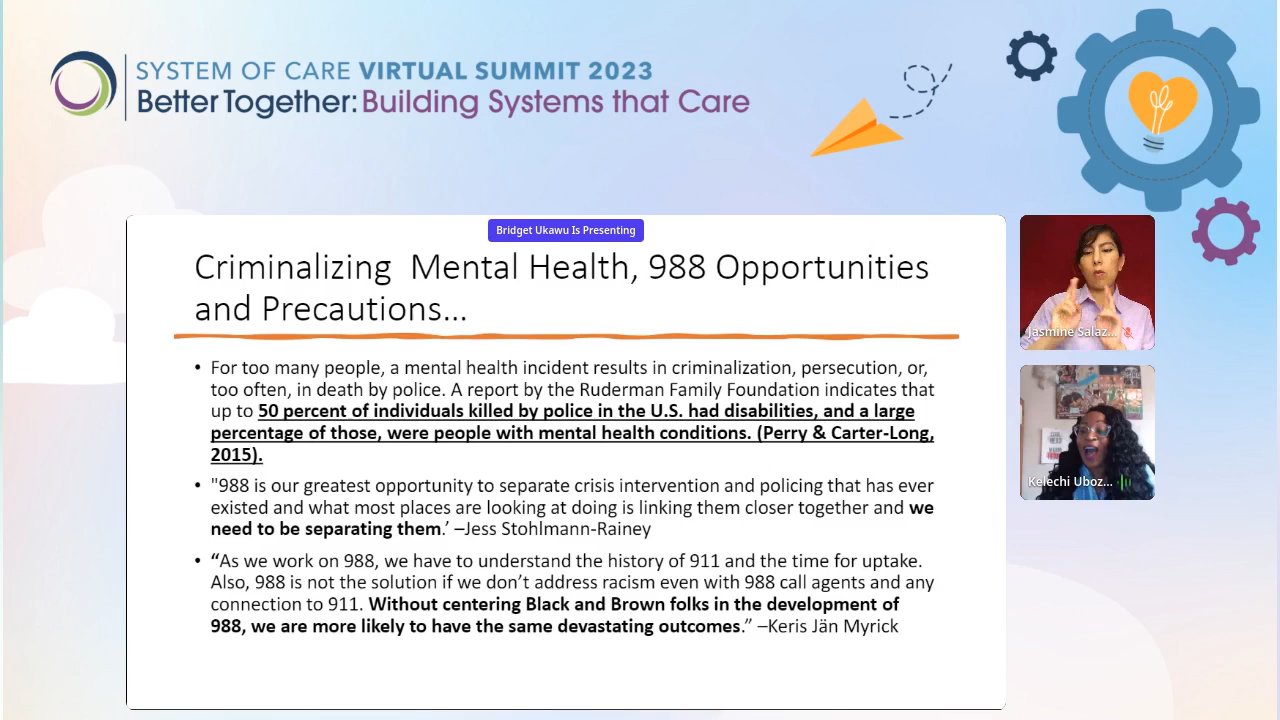 SYSTEM OF CARE VIRTUAL SUMMIT 2023
Better Together: Building Systems that Care
Bridget Ukawu Is Presenting
Criminalizing  Mental Health, 988 Opportunities
and Precautions…
• For too many people, a mental health incident results in criminalization, persecution, or,
too often, in death by police. A report by the Ruderman Family Foundation indicates that
up to 50 percent of individuals killed by police in the U.S. had disabilities, and a large
percentage of those, were people with mental health conditions. (Perry & Carter-Long,
2015).
• "988 is our greatest opportunity to separate crisis intervention and policing that has ever
existed and what most places are looking at doing is linking them closer together and we
need to be separating them.’ –Jess Stohlmann-Rainey
• “As we work on 988, we have to understand the history of 911 and the time for uptake.
Also, 988 is not the solution if we don’t address racism even with 988 call agents and any
connection to 911. Without centering Black and Brown folks in the development of
988, we are more likely to have the same devastating outcomes.” –Keris Jän Myrick
Jasmine Salaz...
Kelechi Uboz...